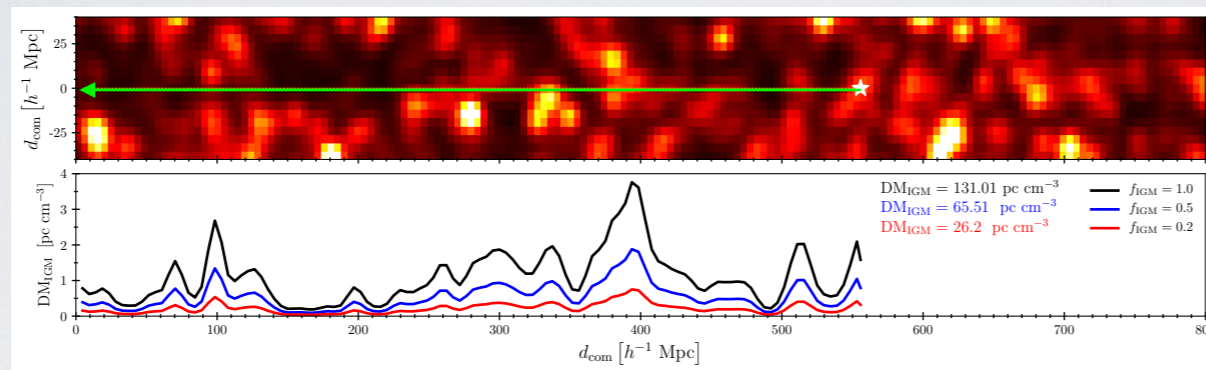 25
0
-25
d_com [h^-1 Mpc]
4
3
2
1
0
DM_IGM [pc cm^-3]
DM_IGM = 131.01 pc cm^-3
DM_IGM = 65.51 pc cm^-3
DM_IGM = 26.2 pc cm^-3
f_IGM = 1.0
f_IGM = 0.5
f_IGM = 0.2
0 100 200 300 400 500 600 700 800
d_com [h^-1 Mpc]